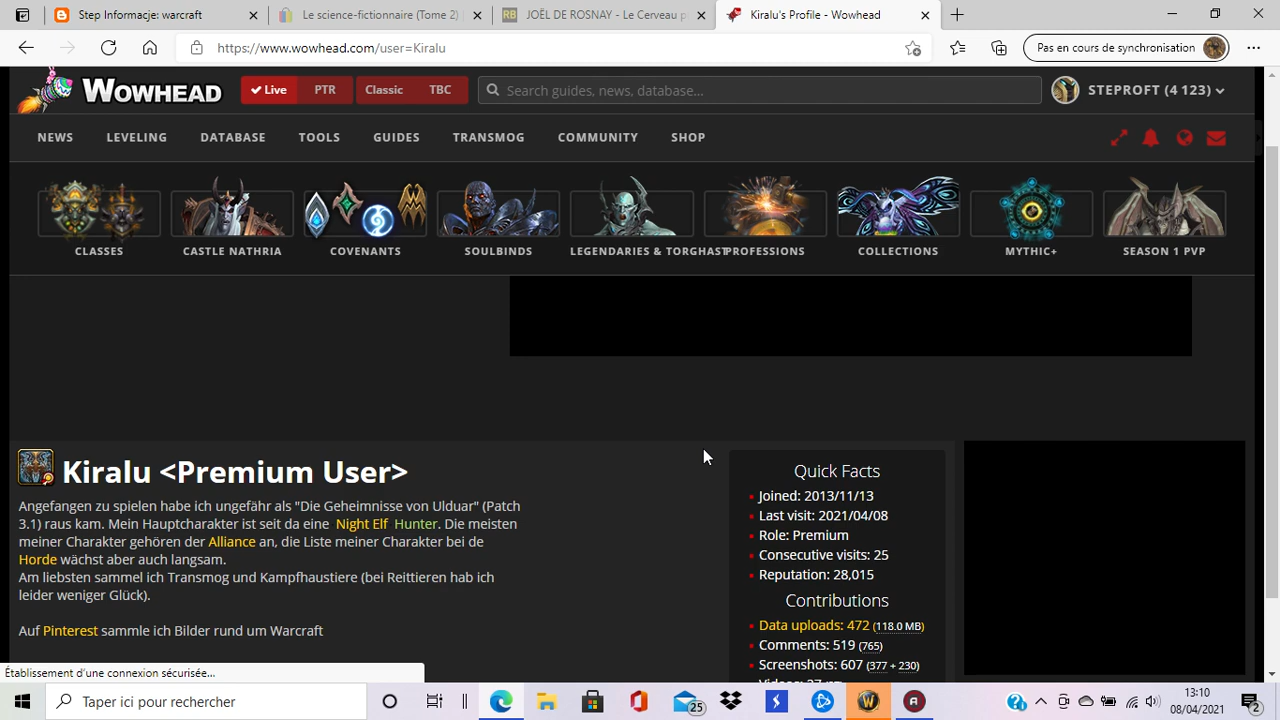 Step Informacje: warcraft
Le science-fictionnaire (Tome 2)
JOËL DE ROSNAY - Le Cerveau p
Kiralu's Profile - Wowhead
https://www.wowhead.com/user=Kiralu
Pas en cours de synchronisation
WOWHEAD
Live
PTR
Classic
TBC
Search guides, news, database...
STEPROFT (4 123)
NEWS
LEVELING
DATABASE
TOOLS
GUIDES
TRANSMOG
COMMUNITY
SHOP
CLASSES
CASTLE NATHRIA
COVENANTS
SOULBINDS
LEGENDARIES & TORGHAST
PROFESSIONS
COLLECTIONS
MYTHIC+
SEASON 1 PVP
Kiralu <Premium User>
Angefangen zu spielen habe ich ungefähr als "Die Geheimnisse von Ulduar" (Patch
3.1) raus kam. Mein Hauptcharakter ist seit da eine Night Elf Hunter. Die meisten
meiner Charakter gehören der Alliance an, die Liste meiner Charakter bei de
Horde wächst aber auch langsam.
Am liebsten sammel ich Transmog und Kampfhaustiere (bei Reittieren hab ich
leider weniger Glück).
Auf Pinterest sammle ich Bilder rund um Warcraft
Quick Facts
Joined: 2013/11/13
Last visit: 2021/04/08
Role: Premium
Consecutive visits: 25
Reputation: 28,015
Contributions
Data uploads: 472 (118.0 MB)
Comments: 519 (765)
Screenshots: 607 (377 + 230)
Établissement d'une connexion sécurisée...
Taper ici pour rechercher
25
13:10
08/04/2021
2